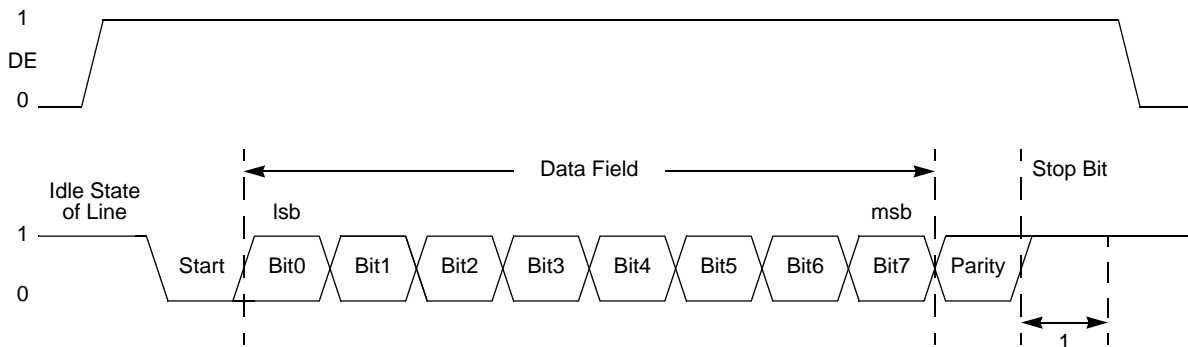 1
DE
0
Data Field
Stop Bit
Idle State
of Line
lsb
msb
1
Start
Bit0
Bit1
Bit2
Bit3
Bit4
Bit5
Bit6
Bit7
Parity
0
1